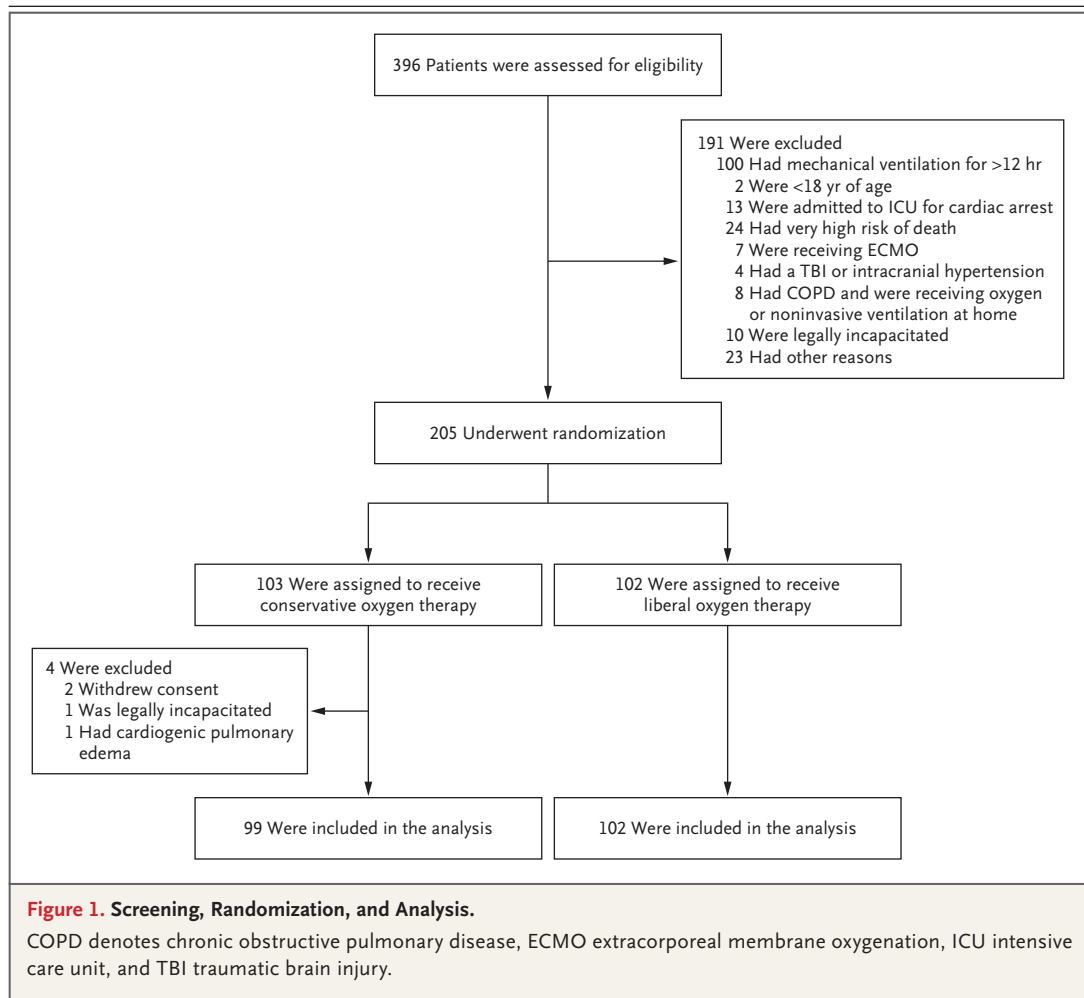 396 Patients were assessed for eligibility
191 Were excluded
100 Had mechanical ventilation for >12 hr
2 Were <18 yr of age
13 Were admitted to ICU for cardiac arrest
24 Had very high risk of death
7 Were receiving ECMO
4 Had a TBI or intracranial hypertension
8 Had COPD and were receiving oxygen
or noninvasive ventilation at home
10 Were legally incapacitated
23 Had other reasons
205 Underwent randomization
103 Were assigned to receive
conservative oxygen therapy
102 Were assigned to receive
liberal oxygen therapy
4 Were excluded
2 Withdrew consent
1 Was legally incapacitated
1 Had cardiogenic pulmonary
edema
99 Were included in the analysis
102 Were included in the analysis
Figure 1. Screening, Randomization, and Analysis.
COPD denotes chronic obstructive pulmonary disease, ECMO extracorporeal membrane oxygenation, ICU intensive
care unit, and TBI traumatic brain injury.